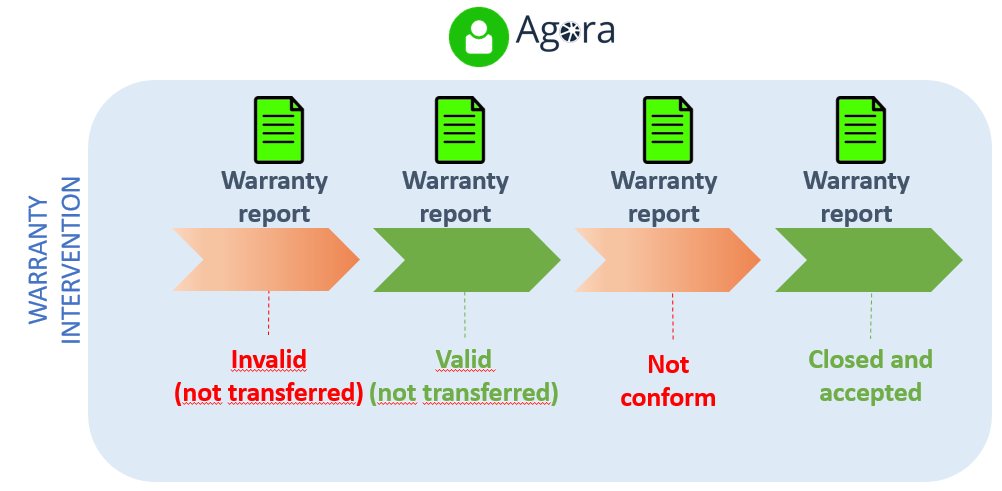 Agora
WARRANTY
INTERVENTION
Warranty
report
Warranty
report
Warranty
report
Warranty
report
Invalid
(not transferred)
Valid
(not transferred)
Not
conform
Closed and
accepted